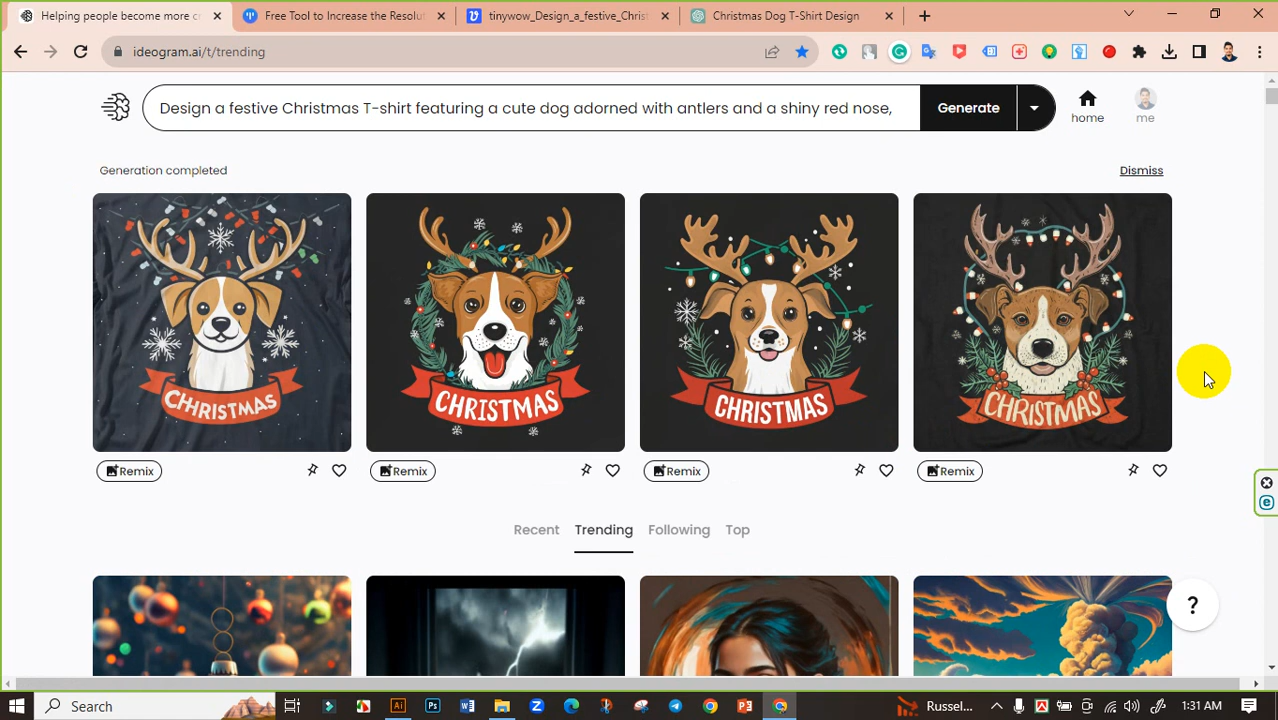 Helping people become more cr
Free Tool to Increase the Resolut
tinywow_Design_a_festive_Christ
Christmas Dog T-Shirt Design
ideogram.ai/t/trending
Design a festive Christmas T-shirt featuring a cute dog adorned with antlers and a shiny red nose,
Generate
home
me
Generation completed
Dismiss
CHHRISTMAS
CHRISTMAS
CHRISTMAS
CHRISTMAS
Remix
Remix
Remix
Remix
Recent
Trending
Following
Top
?
Search
Russel...
1:31 AM